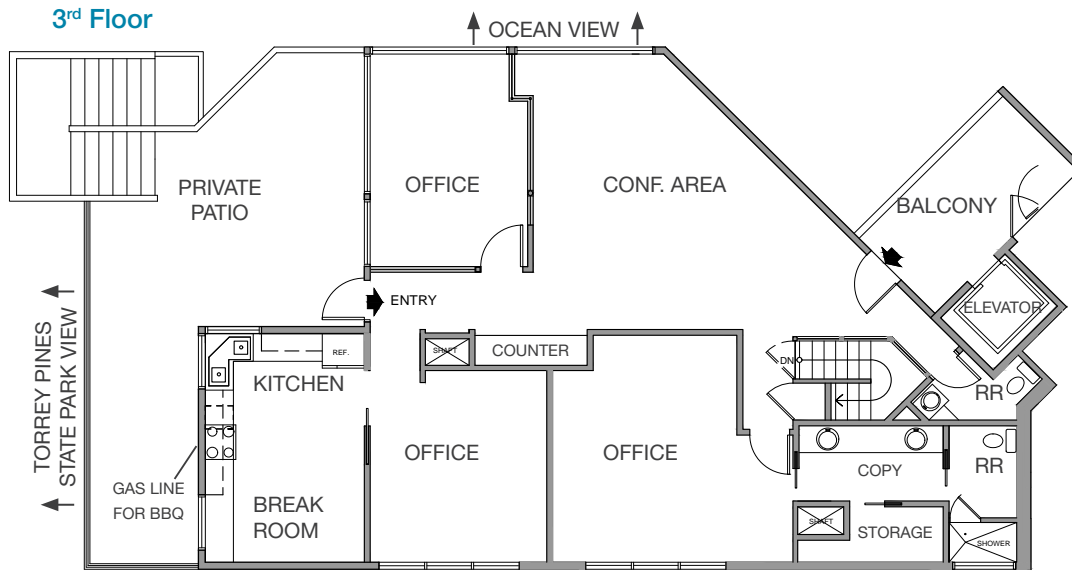 3rd Floor
OCEAN VIEW
PRIVATE
PATIO
OFFICE
CONF. AREA
BALCONY
ENTRY
ELEVATOR
TORREY PINES
STATE PARK VIEW
REF.
SHAFT
COUNTER
DN
KITCHEN
RR
OFFICE
OFFICE
COPY
RR
GAS LINE
FOR BBQ
BREAK
ROOM
SHAFT
STORAGE
SHOWER